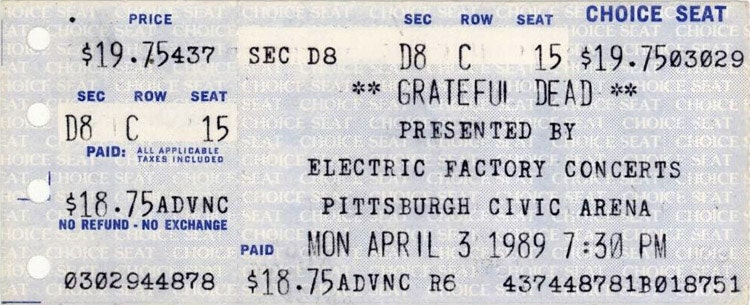 PRICE
$19.75437
SEC ROW SEAT
D8 C 15
PAID: ALL APPLICABLE
TAXES INCLUDED
$18.75ADVNC
NO REFUND - NO EXCHANGE
0302944878
CHOICE SEAT
SEC ROW SEAT
SEC D8 D8 C 15 $19.7503029
** GRATEFUL DEAD **
PRESENTED BY
ELECTRIC FACTORY CONCERTS
PITTSBURGH CIVIC ARENA
PAID MON APRIL 3 1989 7:30 PM
$18.75ADVNC R6 437448781B018751